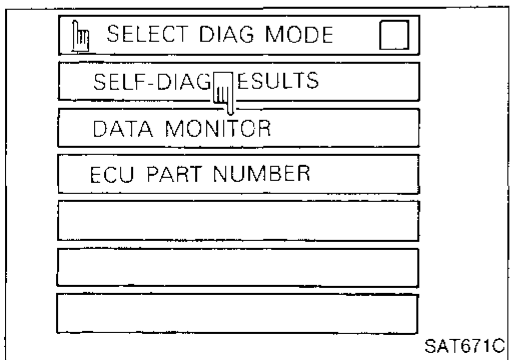 SELECT DIAG MODE
SELF-DIAG ESULTS
DATA MONITOR
ECU PART NUMBER
SAT671C